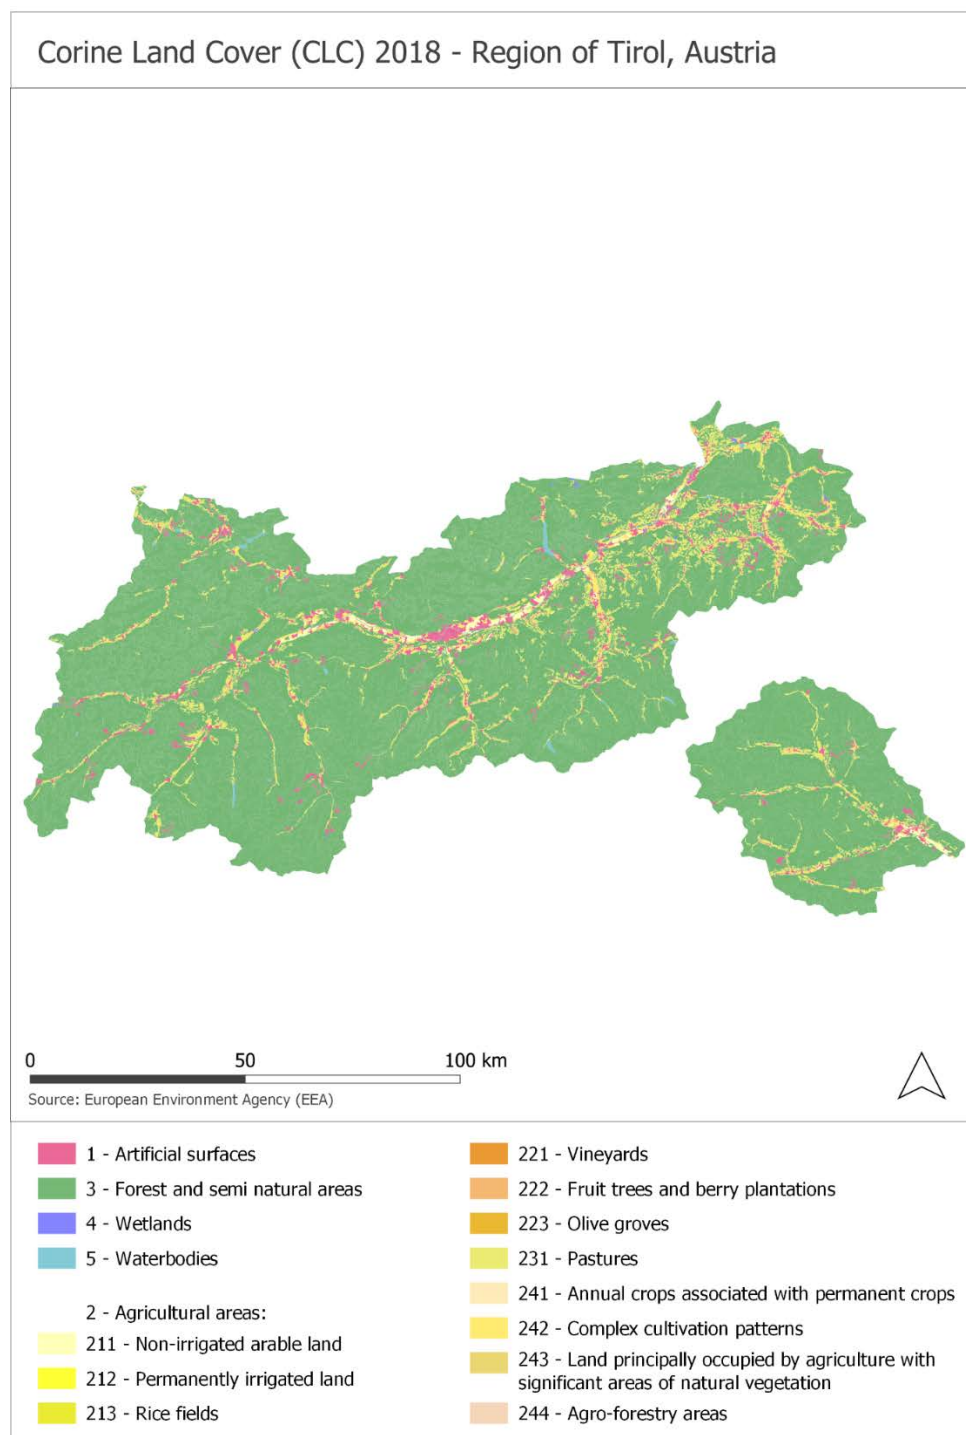 Corine Land Cover (CLC) 2018 - Region of Tirol, Austria
0 50 100 km
Source: European Environment Agency (EEA)
1 - Artificial surfaces
3 - Forest and semi natural areas
4 - Wetlands
5 - Waterbodies
2 - Agricultural areas:
211 - Non-irrigated arable land
212 - Permanently irrigated land
213 - Rice fields
221 - Vineyards
222 - Fruit trees and berry plantations
223 - Olive groves
231 - Pastures
241 - Annual crops associated with permanent crops
242 - Complex cultivation patterns
243 - Land principally occupied by agriculture with
significant areas of natural vegetation
244 - Agro-forestry areas